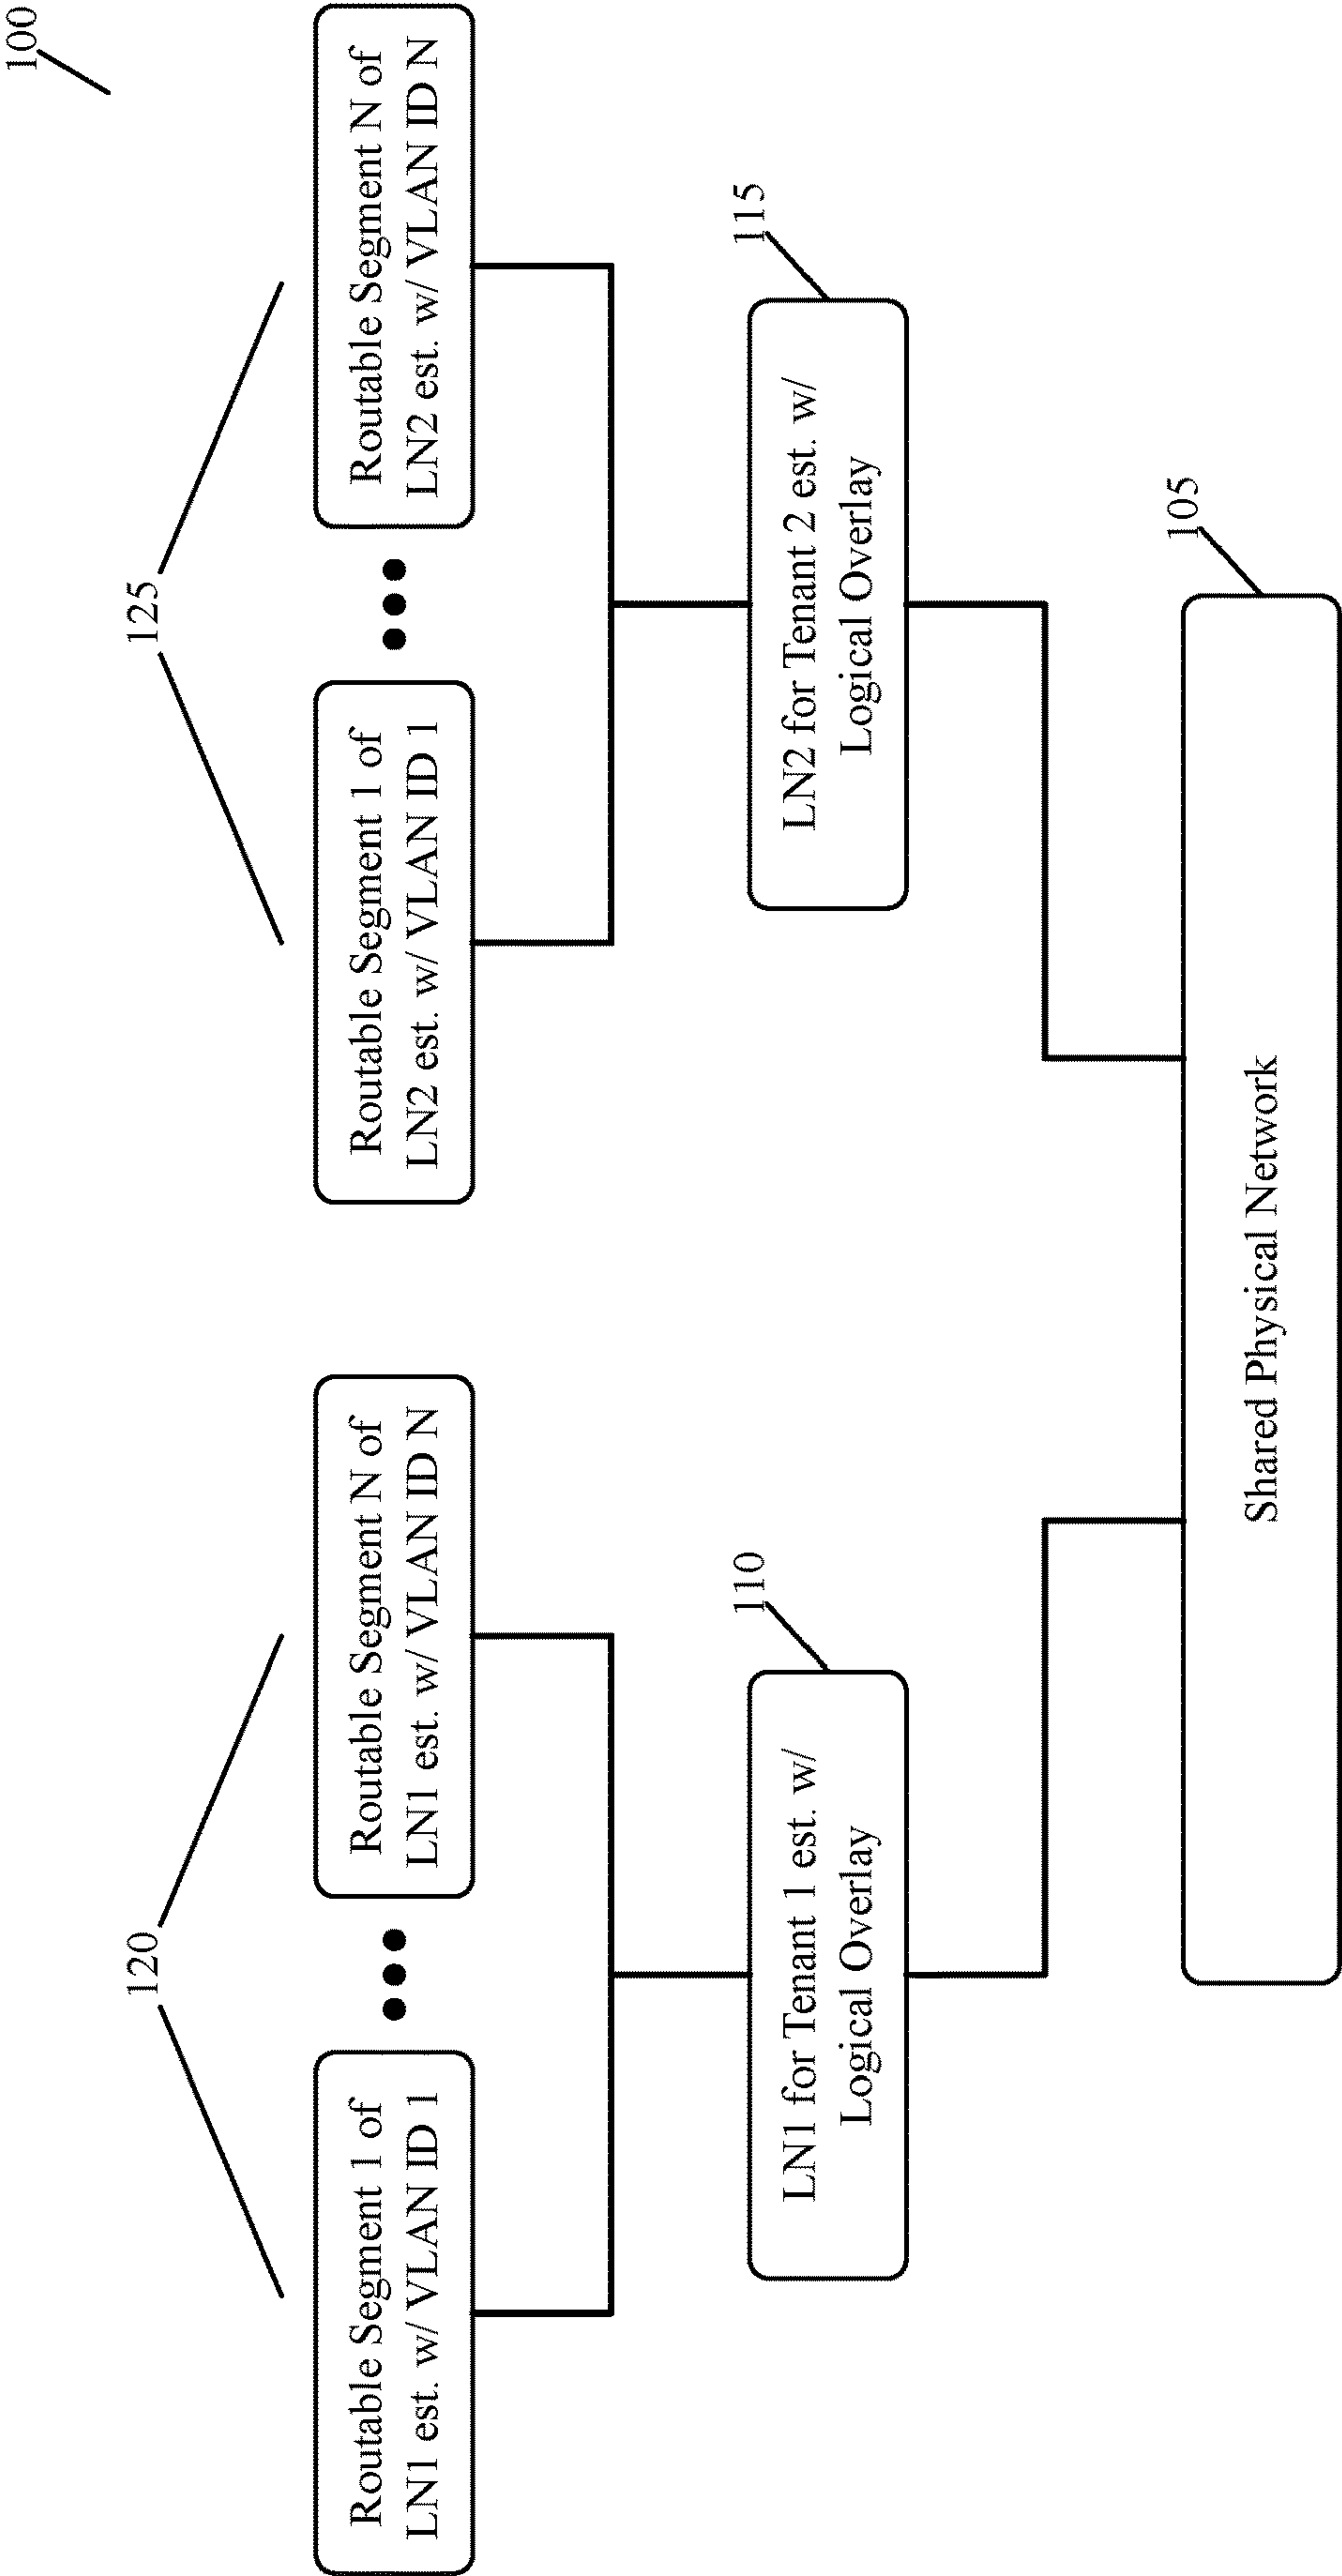 100
120
125
Routable Segment 1 of
LN1 est. w/ VLAN ID 1
Routable Segment N of
LN1 est. w/ VLAN ID N
Routable Segment 1 of
LN2 est. w/ VLAN ID 1
Routable Segment N of
LN2 est. w/ VLAN ID N
110
115
LN1 for Tenant 1 est. w/
Logical Overlay
LN2 for Tenant 2 est. w/
Logical Overlay
105
Shared Physical Network